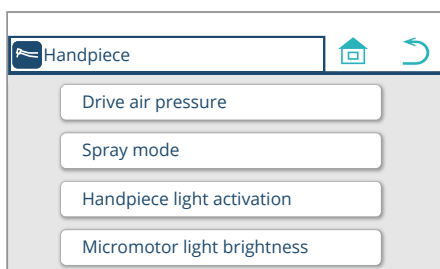 Handpiece
Drive air pressure
Spray mode
Handpiece light activation
Micromotor light brightness